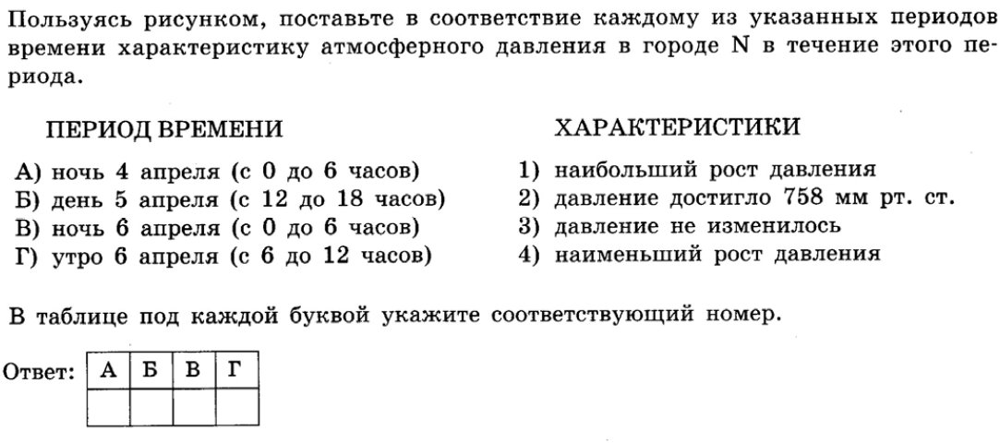 Пользуясь рисунком, поставьте в соответствие каждому из указанных периодов
времени характеристику атмосферного давления в городе N в течение этого пе-
риода.
ПЕРИОД ВРЕМЕНИ
А) ночь 4 апреля (с 0 до 6 часов)
Б) день 5 апреля (с 12 до 18 часов)
В) ночь 6 апреля (с 0 до 6 часов)
Г) утро 6 апреля (с 6 до 12 часов)
ХАРАКТЕРИСТИКИ
1) наибольший рост давления
2) давление достигло 758 мм рт. ст.
3) давление не изменилось
4) наименьший рост давления
В таблице под каждой буквой укажите соответствующий номер.
Ответ: А Б В Г